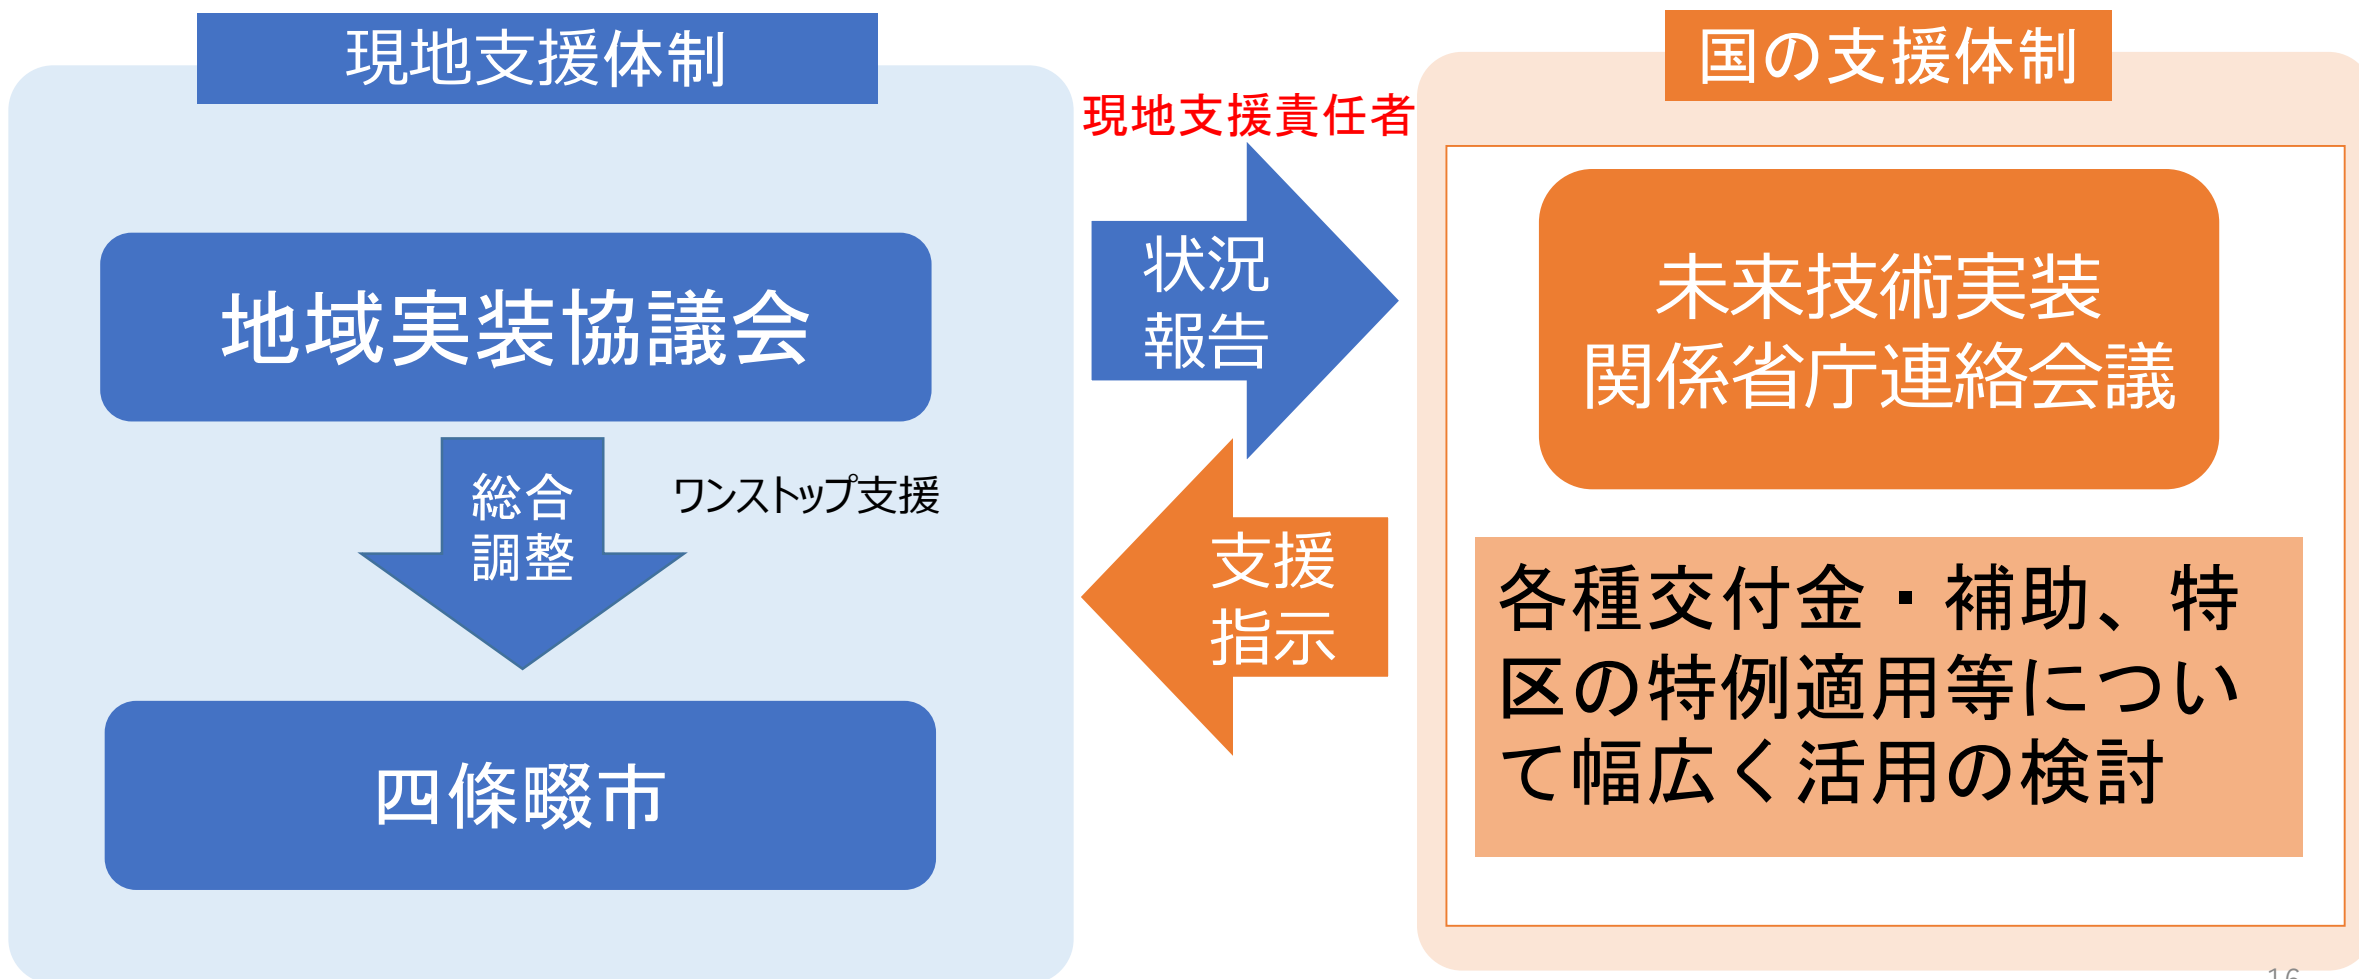 現地支援体制
地域実装協議会
総合
調整
ワンストップ支援
四條畷市
現地支援責任者
状況
報告
支援
指示
国の支援体制
未来技術実装
関係省庁連絡会議
各種交付金・補助、特
区の特例適用等につい
て幅広く活用の検討
16